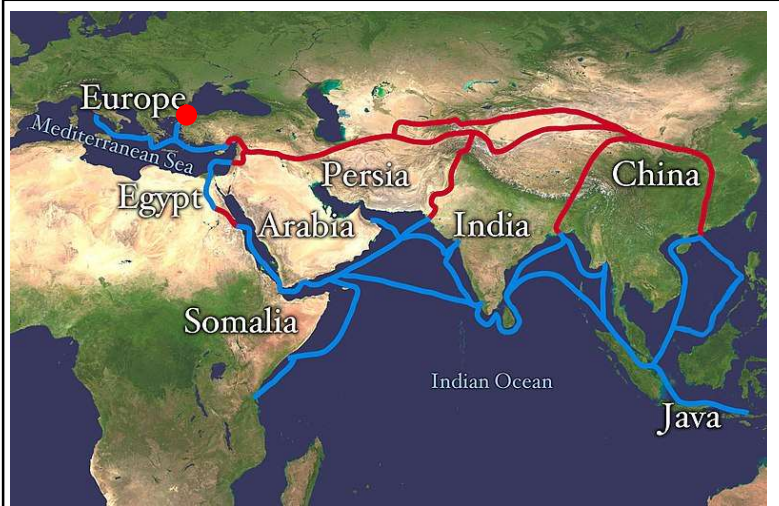 Europe
Mediterranean Sea
Egypt
Persia
Arabia
India
China
Somalia
Indian Ocean
Java